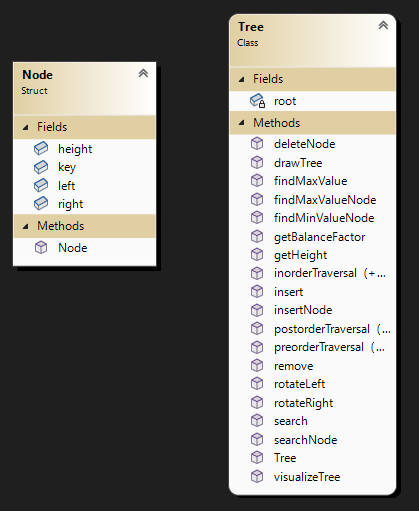 Node
Struct
Fields
height
key
left
right
Methods
Node
Tree
Class
Fields
root
Methods
deleteNode
drawTree
findMaxValue
findMaxValueNode
findMinValueNode
getBalanceFactor
getHeight
inorderTraversal (+...
insert
insertNode
postorderTraversal (...
preorderTraversal (...
remove
rotateLeft
rotateRight
search
searchNode
Tree
visualizeTree